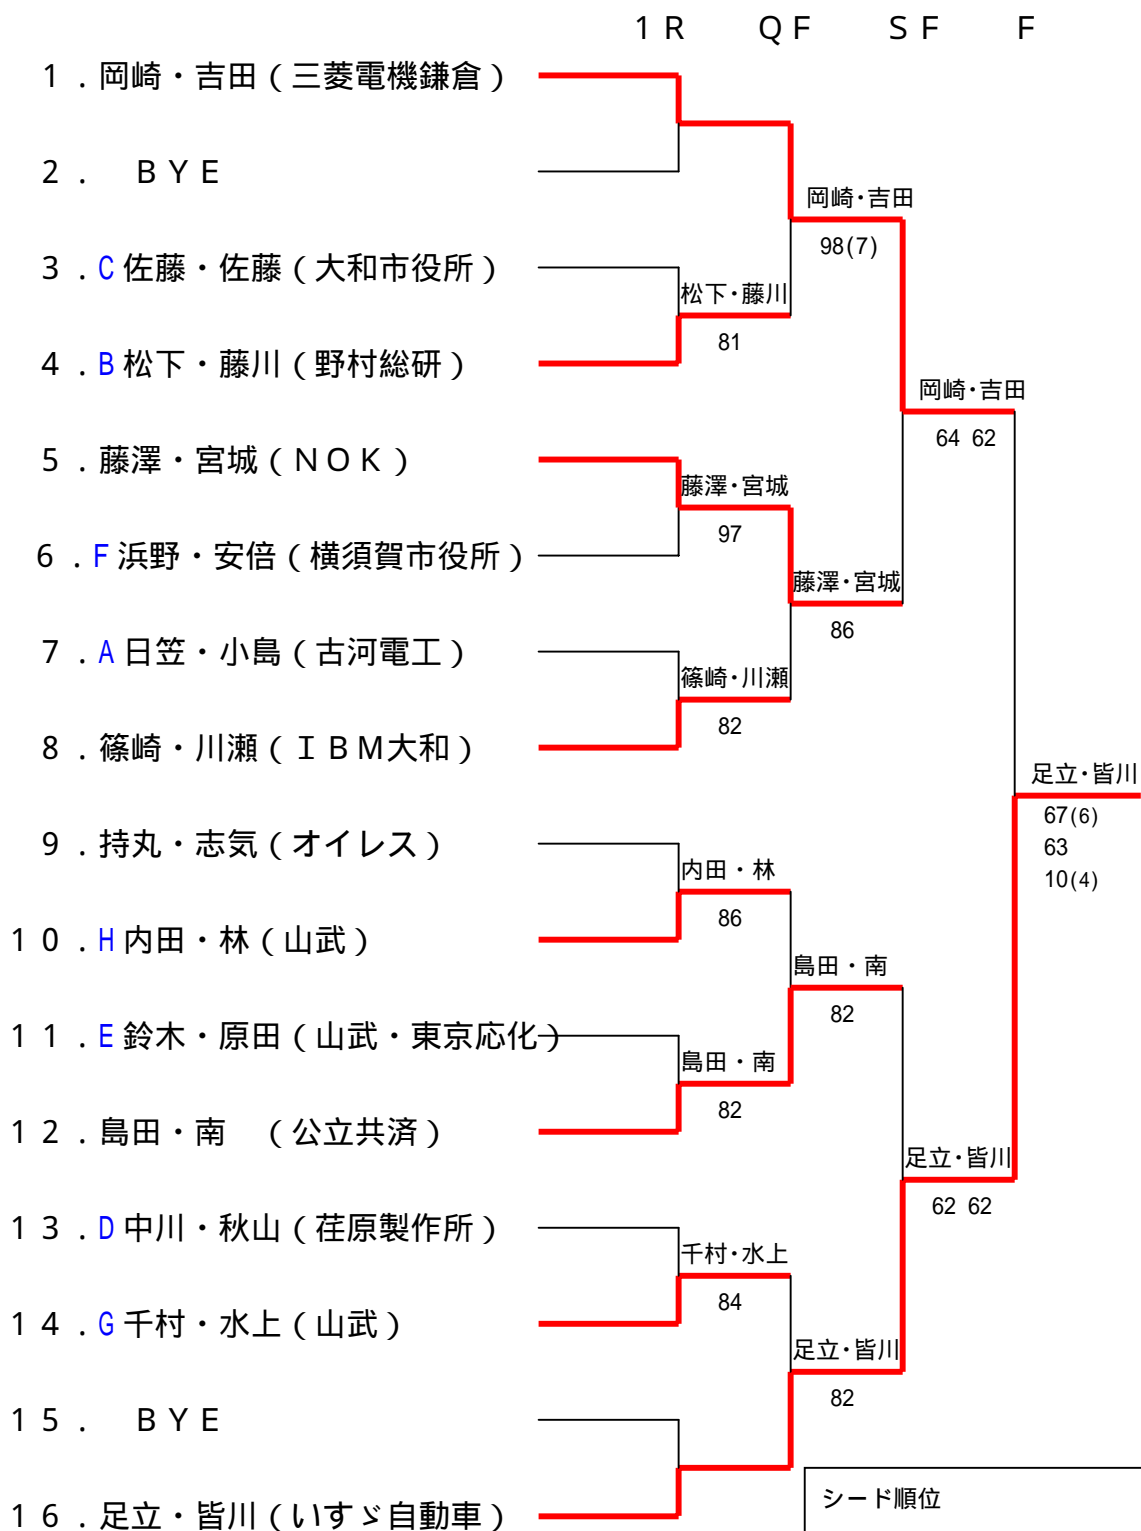 １Ｒ　ＱＦ　ＳＦ　Ｆ
１．岡崎・吉田（三菱電機鎌倉）
２．　ＢＹＥ
岡崎・吉田
98(7)
３．C佐藤・佐藤（大和市役所）
松下・藤川
81
４．B松下・藤川（野村総研）
岡崎・吉田
64 62
５．藤澤・宮城（ＮＯＫ）
藤澤・宮城
97
６．F浜野・安倍（横須賀市役所）
藤澤・宮城
86
７．A日笠・小島（古河電工）
篠崎・川瀬
82
８．篠崎・川瀬（ＩＢＭ大和）
足立・皆川
67(6)
63
10(4)
９．持丸・志気（オイレス）
内田・林
86
１０．H内田・林（山武）
島田・南
82
１１．E鈴木・原田（山武・東京応化）
島田・南
82
１２．島田・南　（公立共済）
足立・皆川
62 62
１３．D中川・秋山（荏原製作所）
千村・水上
84
１４．G千村・水上（山武）
足立・皆川
82
１５．　ＢＹＥ
シード順位
１６．足立・皆川（いすゞ自動車）